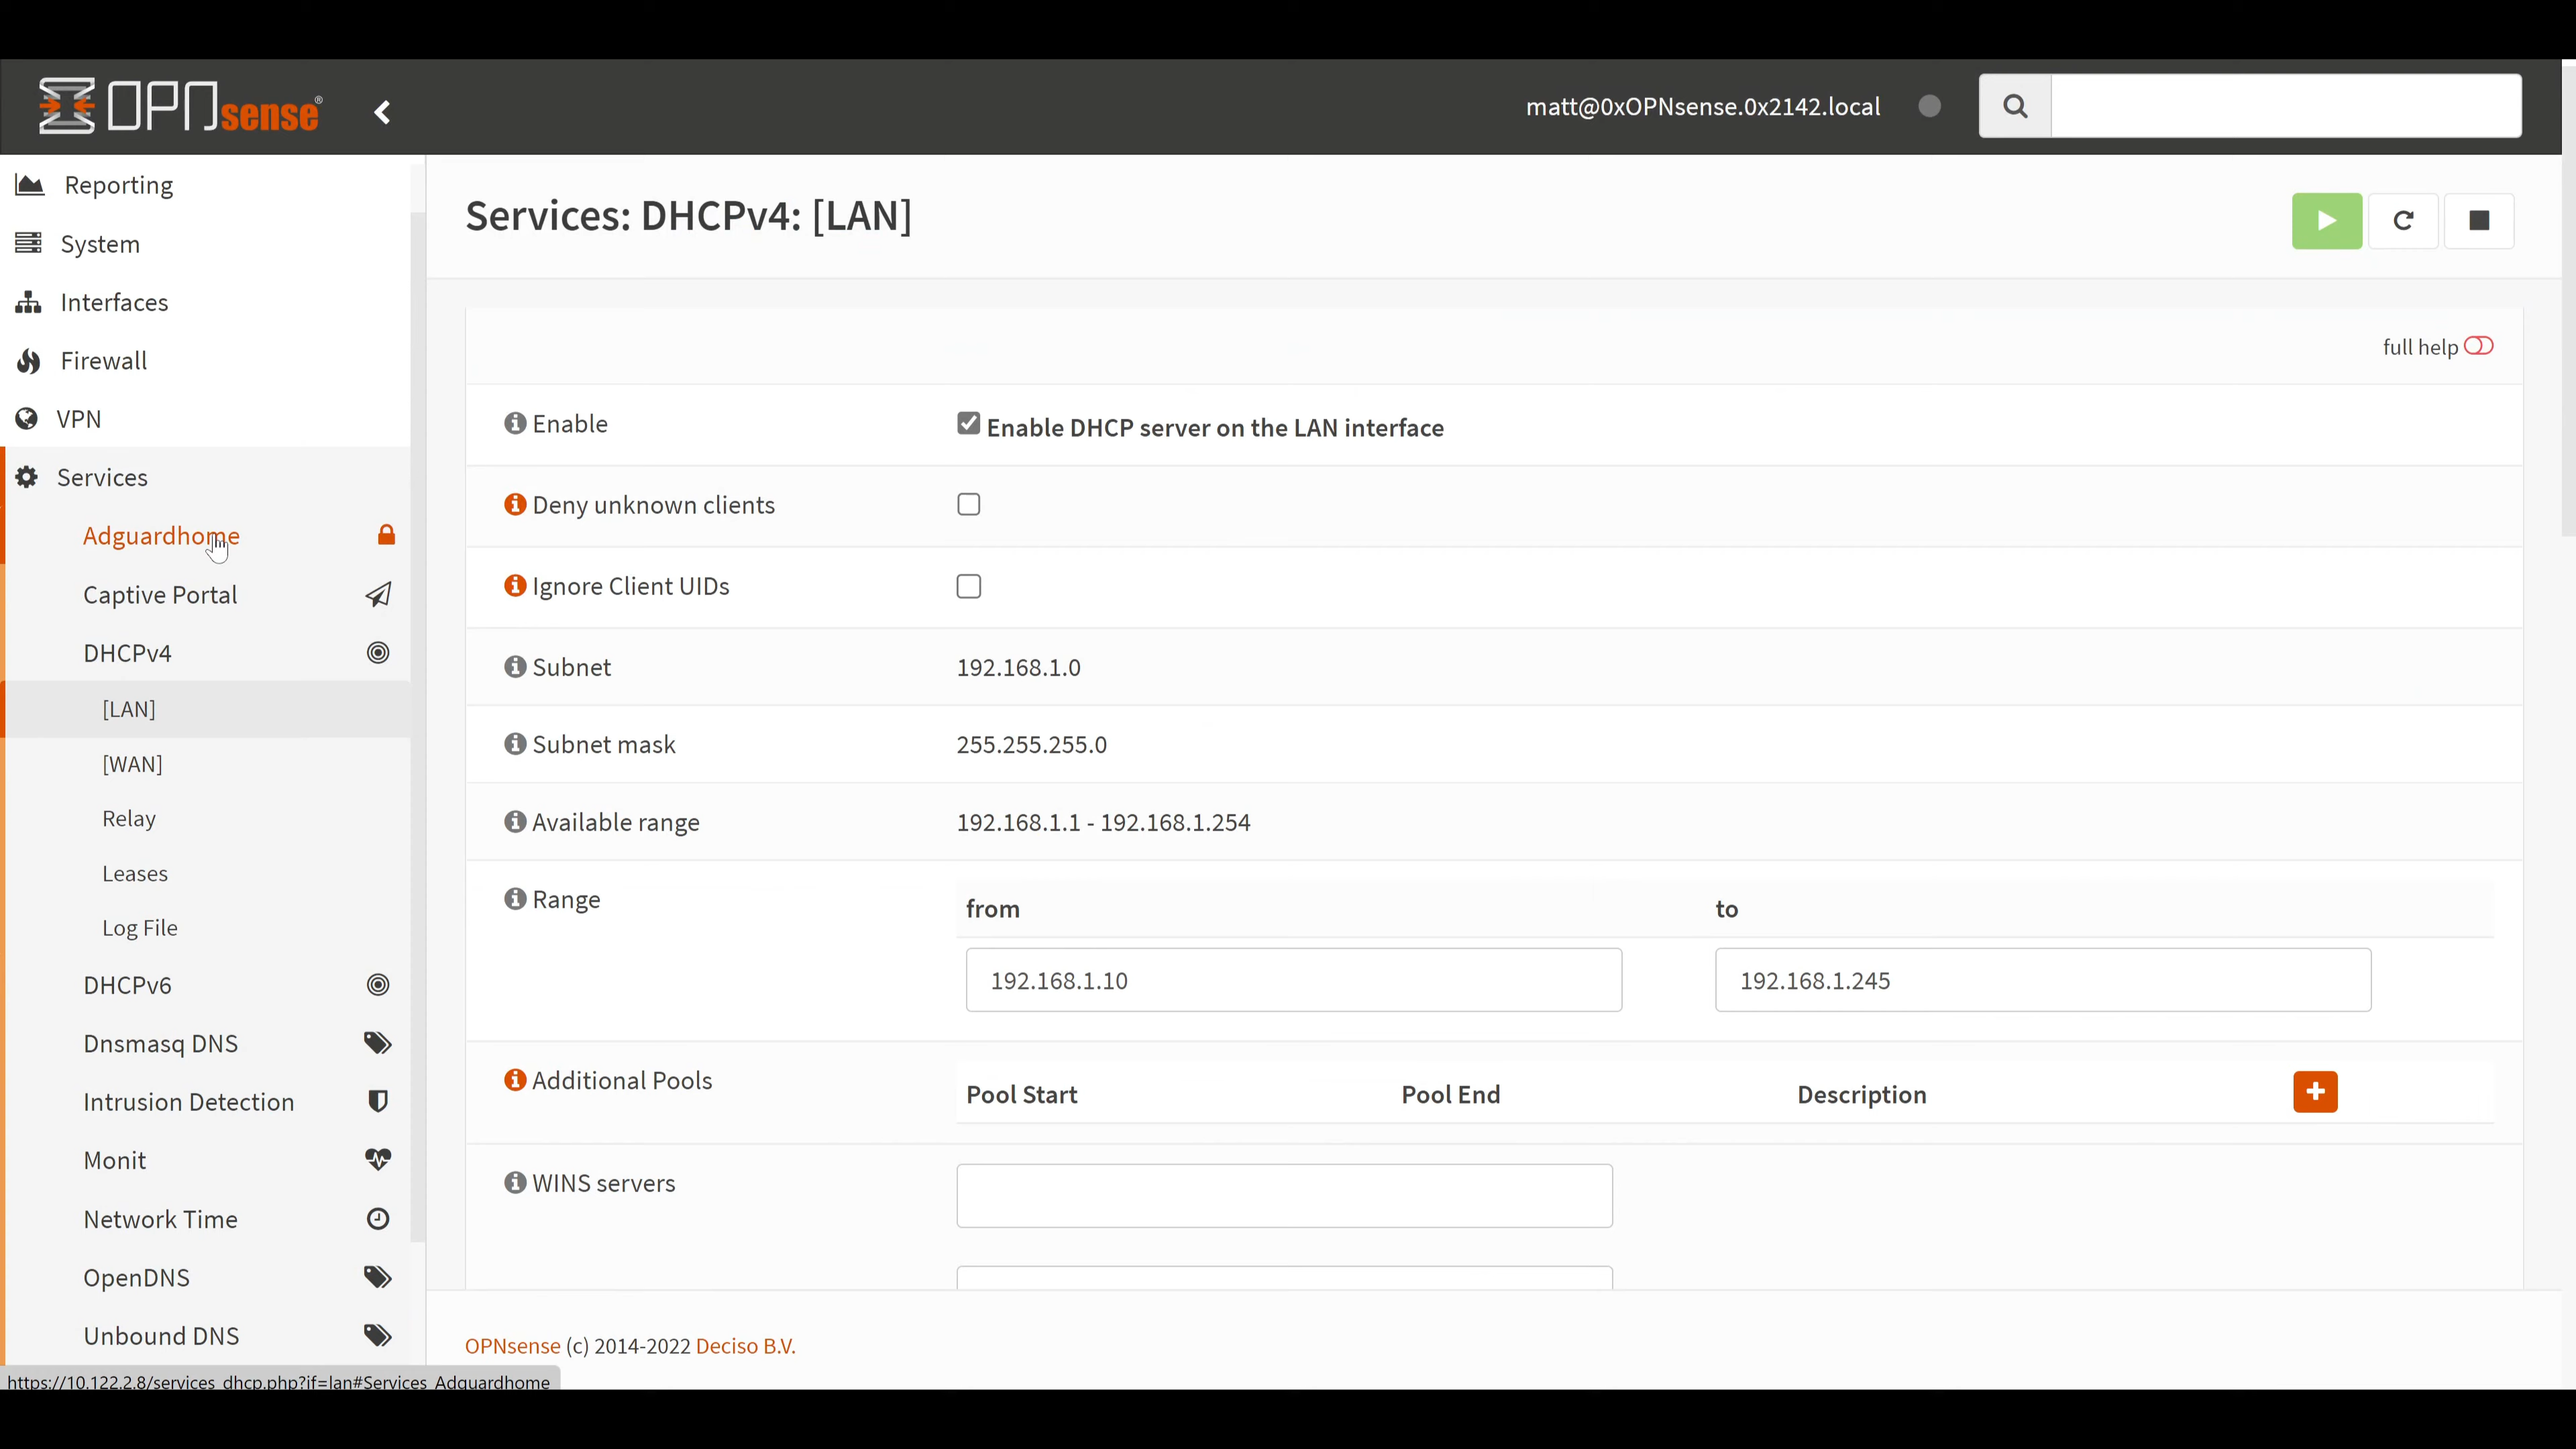 OPNsense®
matt@0xOPNsense.0x2142.local
Reporting
System
Interfaces
Firewall
VPN
Services
Adguardhome
Captive Portal
DHCPv4
[LAN]
[WAN]
Relay
Leases
Log File
DHCPv6
Dnsmasq DNS
Intrusion Detection
Monit
Network Time
OpenDNS
Unbound DNS
https://10.122.2.8/services_dhcp.php?if=lan#Services_Adguardhome
Services: DHCPv4: [LAN]
full help
Enable
Enable DHCP server on the LAN interface
Deny unknown clients
Ignore Client UIDs
Subnet 192.168.1.0
Subnet mask 255.255.255.0
Available range 192.168.1.1 - 192.168.1.254
Range from to
192.168.1.10 192.168.1.245
Additional Pools Pool Start Pool End Description
WINS servers
OPNsense (c) 2014-2022 Deciso B.V.